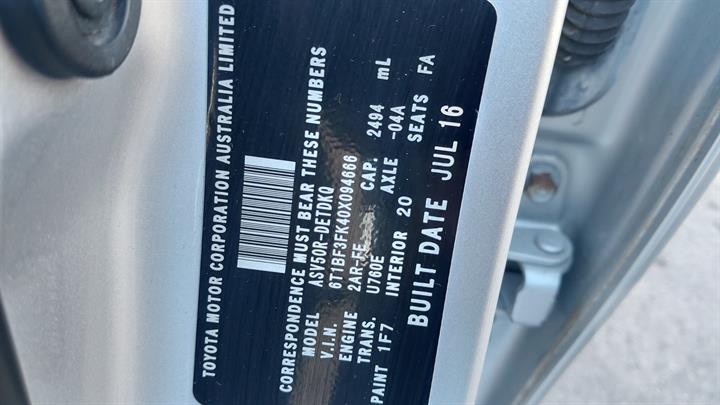 TOYOTA MOTOR CORPORATION AUSTRALIA LIMITED
CORRESPONDENCE MUST BEAR THESE NUMBERS
MODEL ASV50R-DETDKQ
V.I.N. 6T1BF3FK40X094666
ENGINE 2AR-FE CAP. 2494 mL
TRANS. U760E AXLE -04A
PAINT 1F7 INTERIOR 20 SEATS FA
BUILT DATE JUL 16